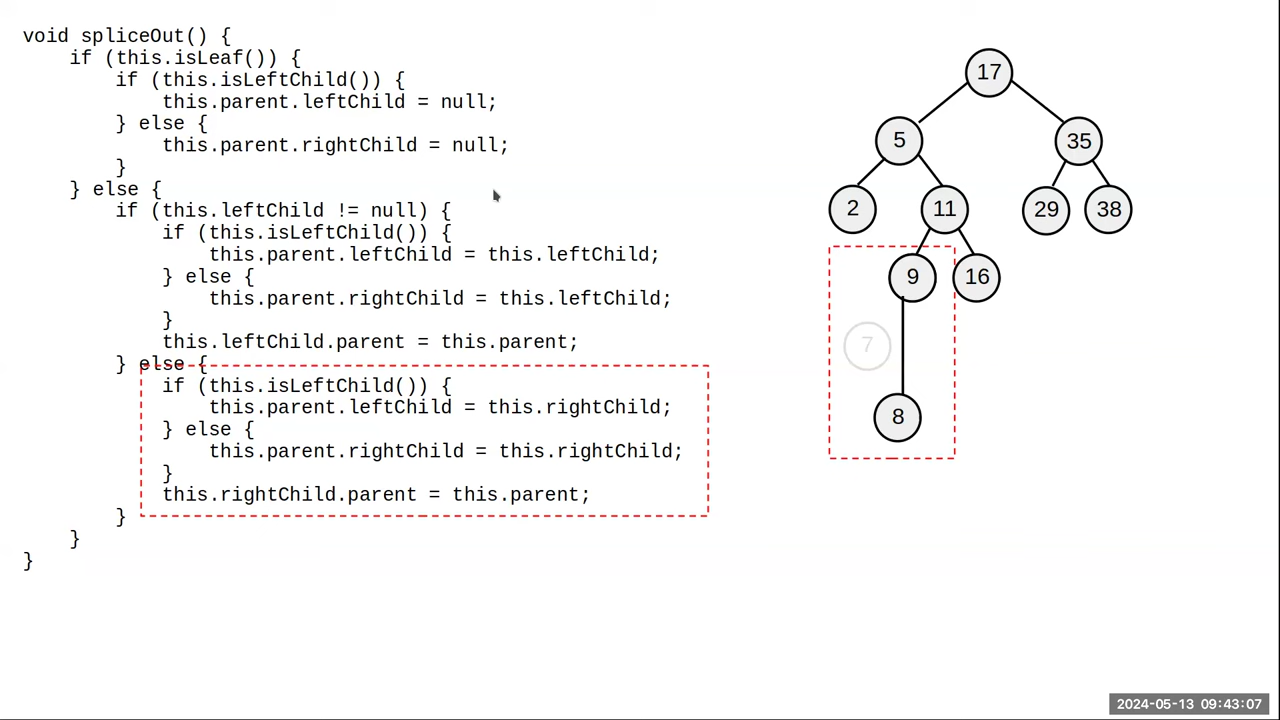 void spliceOut() {
    if (this.isLeaf()) {
        if (this.isLeftChild()) {
            this.parent.leftChild = null;
        } else {
            this.parent.rightChild = null;
        }
    } else {
        if (this.leftChild != null) {
            if (this.isLeftChild()) {
                this.parent.leftChild = this.leftChild;
            } else {
                this.parent.rightChild = this.leftChild;
            }
            this.leftChild.parent = this.parent;
        } else {
            if (this.isLeftChild()) {
                this.parent.leftChild = this.rightChild;
            } else {
                this.parent.rightChild = this.rightChild;
            }
            this.rightChild.parent = this.parent;
        }
    }
}
17
5 35
2 11 29 38
9 16
7
8
2024-05-13 09:43:07